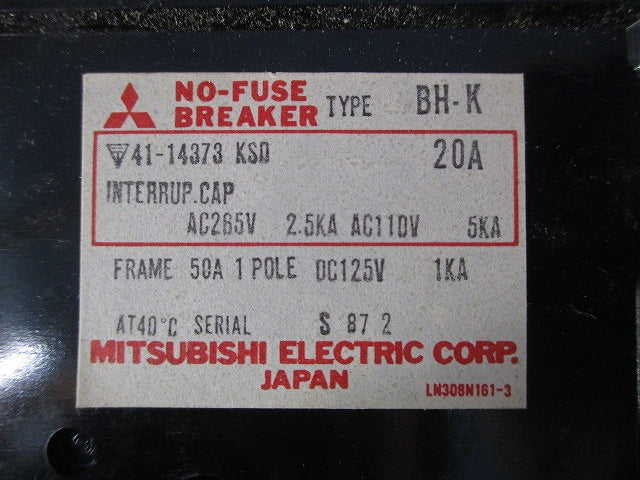 NO-FUSE
BREAKER TYPE BH-K
41-14373 KSD 20A
INTERRUP.CAP
AC265V 2.5KA AC110V 5KA
FRAME 50A 1 POLE DC125V 1KA
AT40°C SERIAL S 87 2
MITSUBISHI ELECTRIC CORP.
JAPAN
LN308N161-3